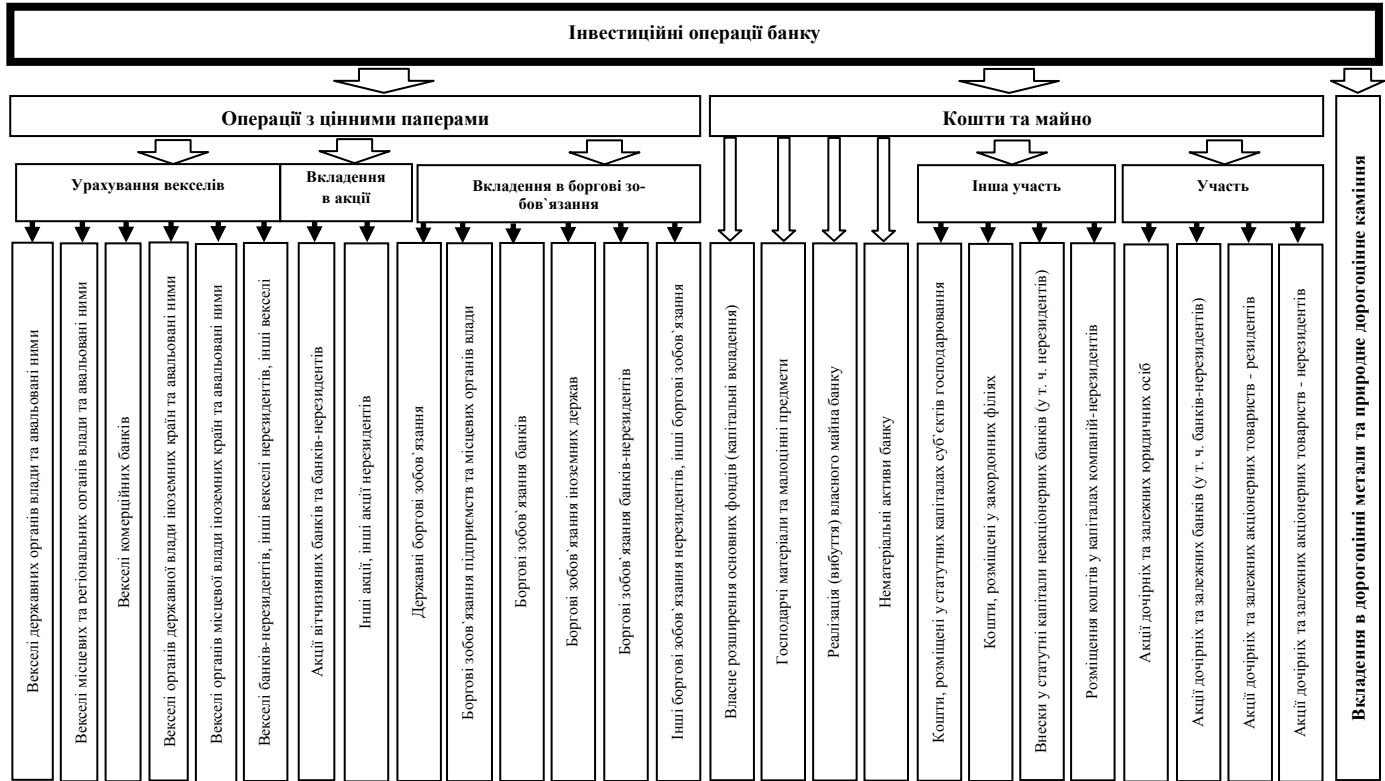 Інвестиційні операції банку
Операції з цінними паперами
Кошти та майно
Вкладення в дорогоцінні метали та природне дорогоцінне каміння
Урахування векселів
Вкладення
в акції
Вкладення в боргові зо-
бов`язання
Інша участь
Участь
Векселі державних органів влади та авальовані ними
Векселі місцевих та регіональних органів влади та авальовані ними
Векселі комерційних банків
Векселі органів державної влади іноземних країн та авальовані ними
Векселі органів місцевої влади іноземних країн та авальовані ними
Векселі банків-нерезидентів, інші векселі нерезидентів, інші векселі
Акції вітчизняних банків та банків-нерезидентів
Інші акції, інші акції нерезидентів
Державні боргові зобов`язання
Боргові зобов`язання підприємств та місцевих органів влади
Боргові зобов`язання банків
Боргові зобов`язання іноземних держав
Боргові зобов`язання банків-нерезидентів
Інші боргові зобов`язання нерезидентів, інші боргові зобов`язання
Власне розширення основних фондів (капітальні вкладення)
Господарчі матеріали та малоцінні предмети
Реалізація (вибуття) власного майна банку
Нематеріальні активи банку
Кошти, розміщені у статутних капіталах суб`єктів господарювання
Кошти, розміщені у закордонних філіях
Внески у статутні капітали неакціонерних банків (у т. ч. нерезидентів)
Розміщення коштів у капіталах компаній-нерезидентів
Акції дочірніх та залежних юридичних осіб
Акції дочірніх та залежних банків (у т. ч. банків-нерезидентів)
Акції дочірніх та залежних акціонерних товариств - резидентів
Акції дочірніх та залежних акціонерних товариств - нерезидентів